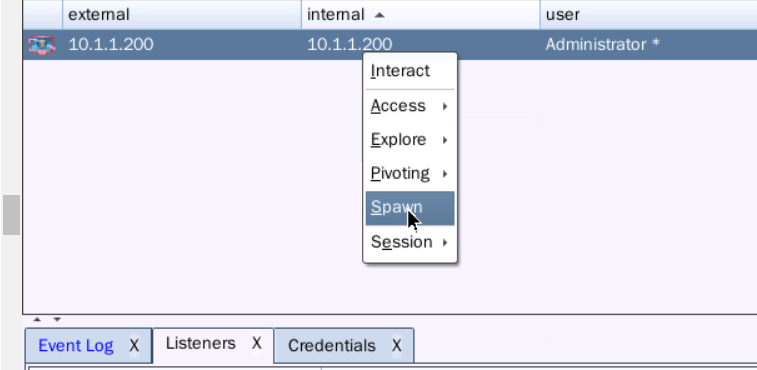 external internal user
10.1.1.200 10.1.1.200 Administrator *
Interact
Access
Explore
Pivoting
Spawn
Session
Event Log X Listeners X Credentials X